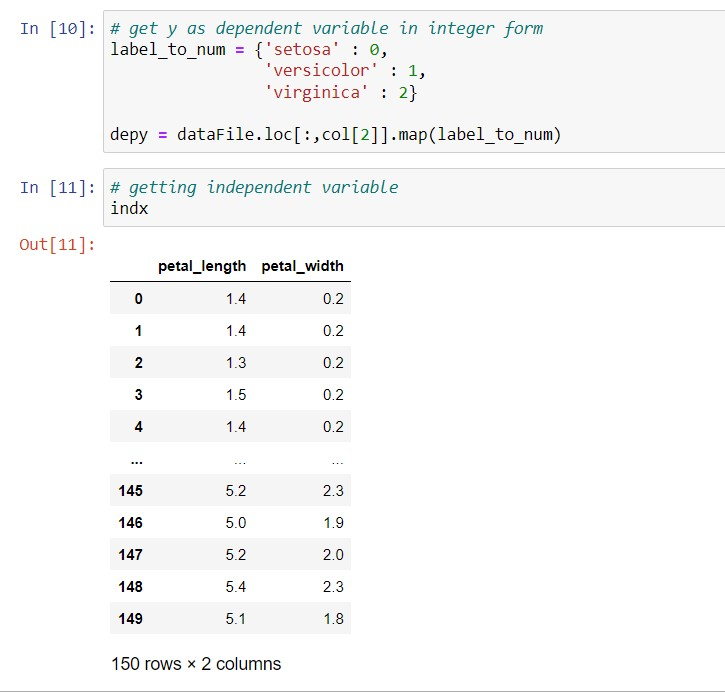 In [10]: # get y as dependent variable in integer form
label_to_num = {'setosa' : 0,
'versicolor' : 1,
'virginica' : 2}
depy = dataFile.loc[:,col[2]].map(label_to_num)
In [11]: # getting independent variable
indx
Out[11]:
petal_length petal_width
0 1.4 0.2
1 1.4 0.2
2 1.3 0.2
3 1.5 0.2
4 1.4 0.2
... ... ...
145 5.2 2.3
146 5.0 1.9
147 5.2 2.0
148 5.4 2.3
149 5.1 1.8
150 rows × 2 columns